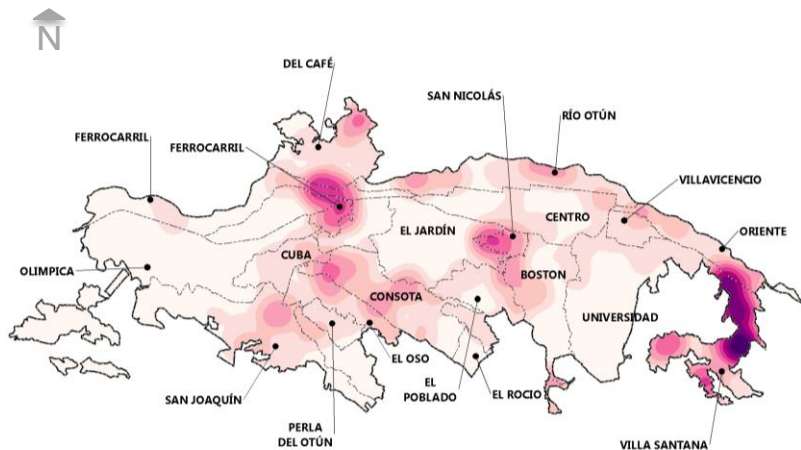 N
DEL CAFÉ
SAN NICOLÁS
RÍO OTÚN
FERROCARRIL
FERROCARRIL
VILLAVICENCIO
CENTRO
EL JARDÍN
ORIENTE
CUBA
OLIMPICA
BOSTON
CONSOTA
UNIVERSIDAD
EL OSO
SAN JOAQUÍN
EL
POBLADO
EL ROCIO
PERLA
DEL OTÚN
VILLA SANTANA